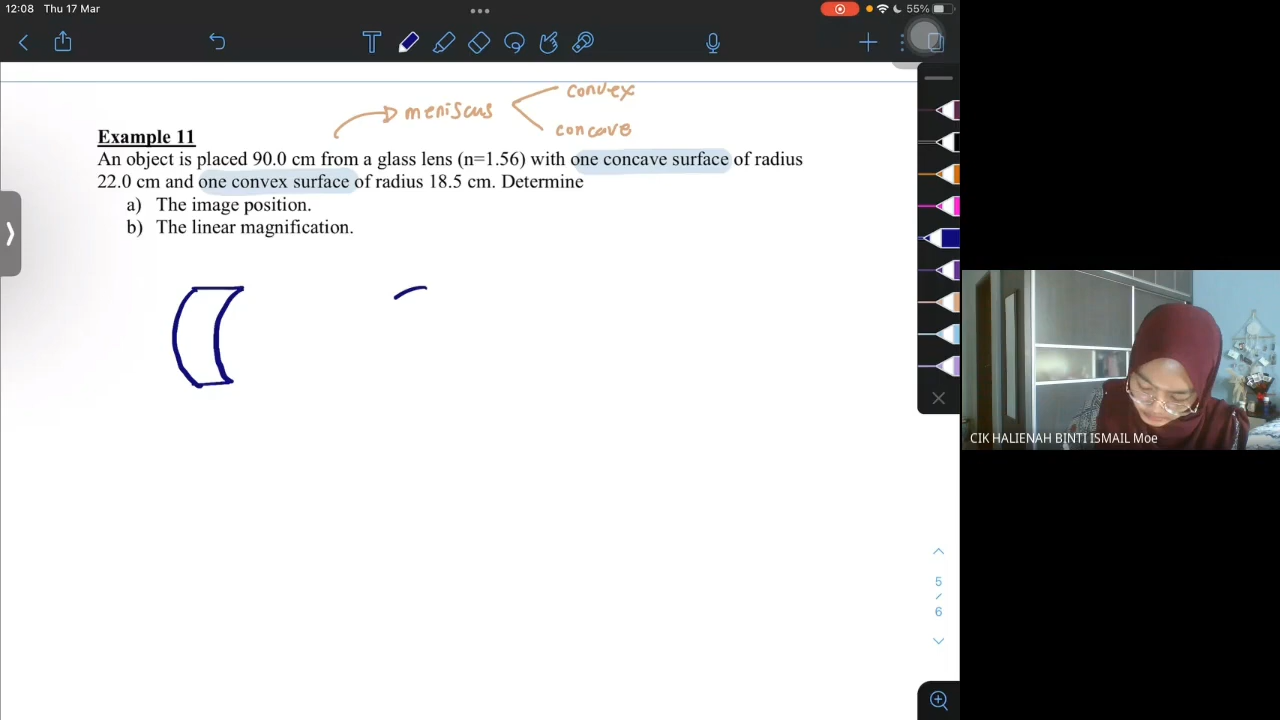 12:08 Thu 17 Mar
55%
T
convex
meniscus
concave
Example 11
An object is placed 90.0 cm from a glass lens (n=1.56) with one concave surface of radius
22.0 cm and one convex surface of radius 18.5 cm. Determine
a) The image position.
b) The linear magnification.
CIK HALIENAH BINTI ISMAIL Moe
5
/
6